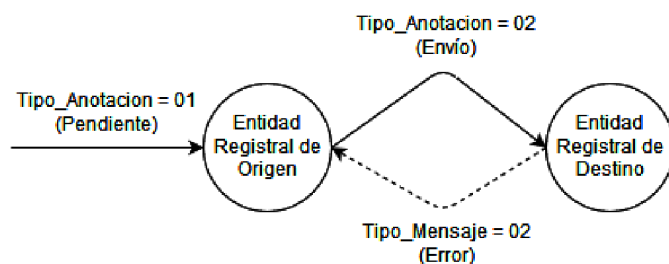 Tipo_Anotacion = 02
(Envío)
Tipo_Anotacion = 01
(Pendiente)
Entidad
Registral de
Origen
Entidad
Registral de
Destino
Tipo_Mensaje = 02
(Error)